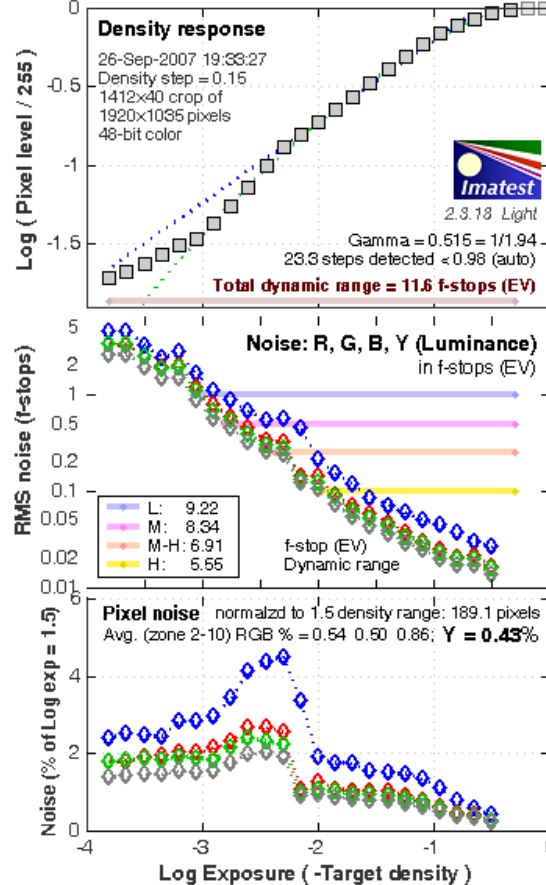 Density response
26-Sep-2007 19:33:27
Density step = 0.15
1412x40 crop of
1920x1035 pixels
48-bit color
0
-0.5
-1
-1.5
Log ( Pixel level / 255 )
Imatest
2.3.18 Light
Gamma = 0.515 = 1/1.94
23.3 steps detected <0.98 (auto)
Total dynamic range = 11.6 f-stops (EV)
Noise: R, G, B, Y (Luminance)
in f-stops (EV)
5
2
1
0.5
0.2
0.1
0.05
0.02
0.01
RMS noise (f-stops)
L: 9.22
M: 8.34
M-H: 6.91
H: 5.55
f-stop (EV)
Dynamic range
Pixel noise normalzd to 1.5 density range: 189.1 pixels
Avg. (zone 2-10) RGB % = 0.54 0.50 0.86; Y = 0.43%
6
4
2
0
Noise (% of Log exp = 1.5)
-4 -3 -2 -1 0
Log Exposure ( -Target density )